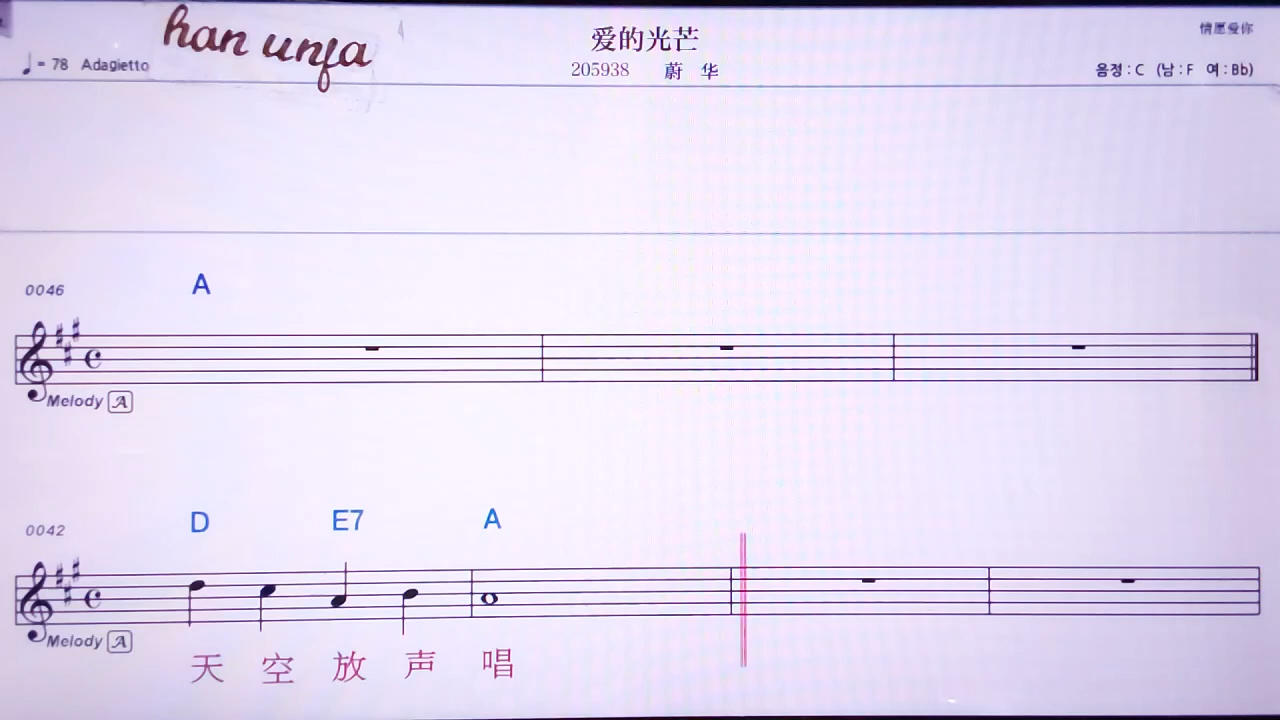 han unja
爱的光芒
情愿爱你
♩ = 78 Adagietto
205938 蔚 华
음정 : C (남 : F 여 : Bb)
0046 A
Melody A
0042 D E7 A
Melody A
天 空 放 声 唱